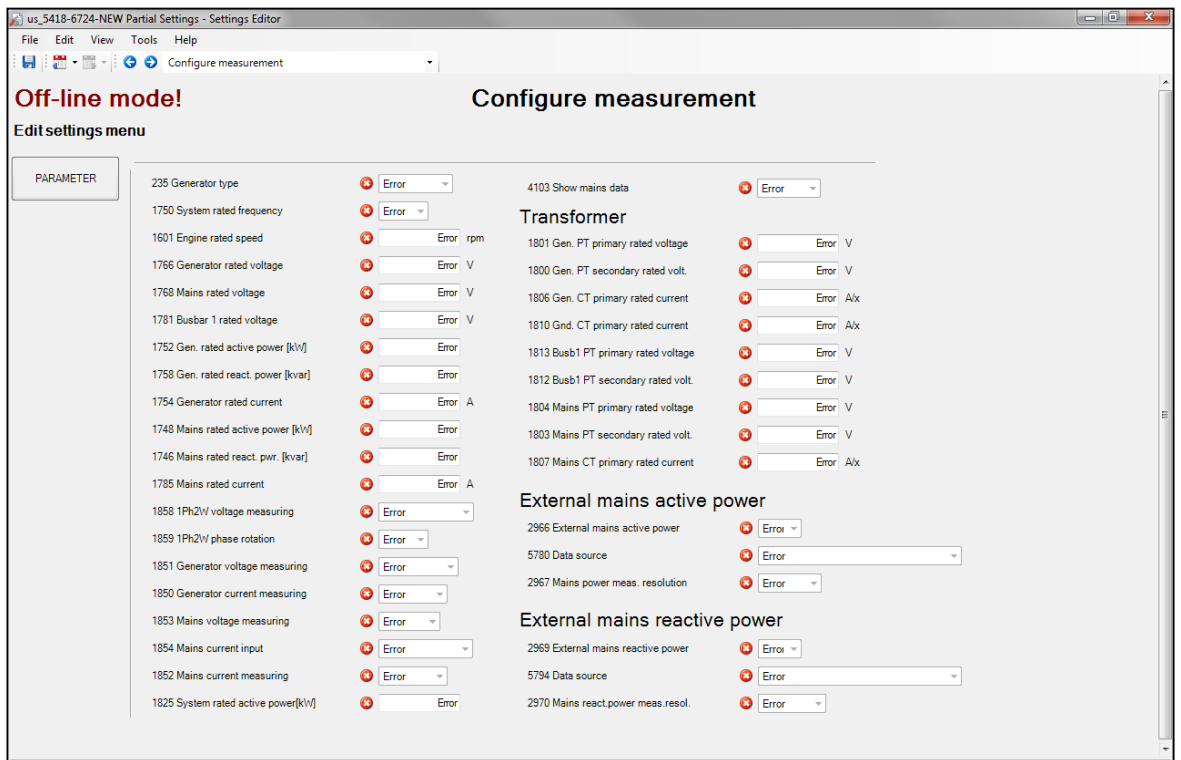 us_5418-6724-NEW Partial Settings - Settings Editor
File Edit View Tools Help
Configure measurement
Off-line mode!
Configure measurement
Edit settings menu
PARAMETER
235 Generator type Error
1750 System rated frequency Error
1601 Engine rated speed Error rpm
1766 Generator rated voltage Error V
1768 Mains rated voltage Error V
1781 Busbar 1 rated voltage Error V
1752 Gen. rated active power [kW] Error
1758 Gen. rated react. power [kvar] Error
1754 Generator rated current Error A
1748 Mains rated active power [kW] Error
1746 Mains rated react. pwr. [kvar] Error
1785 Mains rated current Error A
1858 1Ph2W voltage measuring Error
1859 1Ph2W phase rotation Error
1851 Generator voltage measuring Error
1850 Generator current measuring Error
1853 Mains voltage measuring Error
1854 Mains current input Error
1852 Mains current measuring Error
1825 System rated active power[kW] Error
4103 Show mains data Error
Transformer
1801 Gen. PT primary rated voltage Error V
1800 Gen. PT secondary rated volt. Error V
1806 Gen. CT primary rated current Error A/x
1810 Gnd. CT primary rated current Error A/x
1813 Busb1 PT primary rated voltage Error V
1812 Busb1 PT secondary rated volt. Error V
1804 Mains PT primary rated voltage Error V
1803 Mains PT secondary rated volt. Error V
1807 Mains CT primary rated current Error A/x
External mains active power
2966 External mains active power Error
5780 Data source Error
2967 Mains power meas. resolution Error
External mains reactive power
2969 External mains reactive power Error
5794 Data source Error
2970 Mains react.power meas.resol. Error